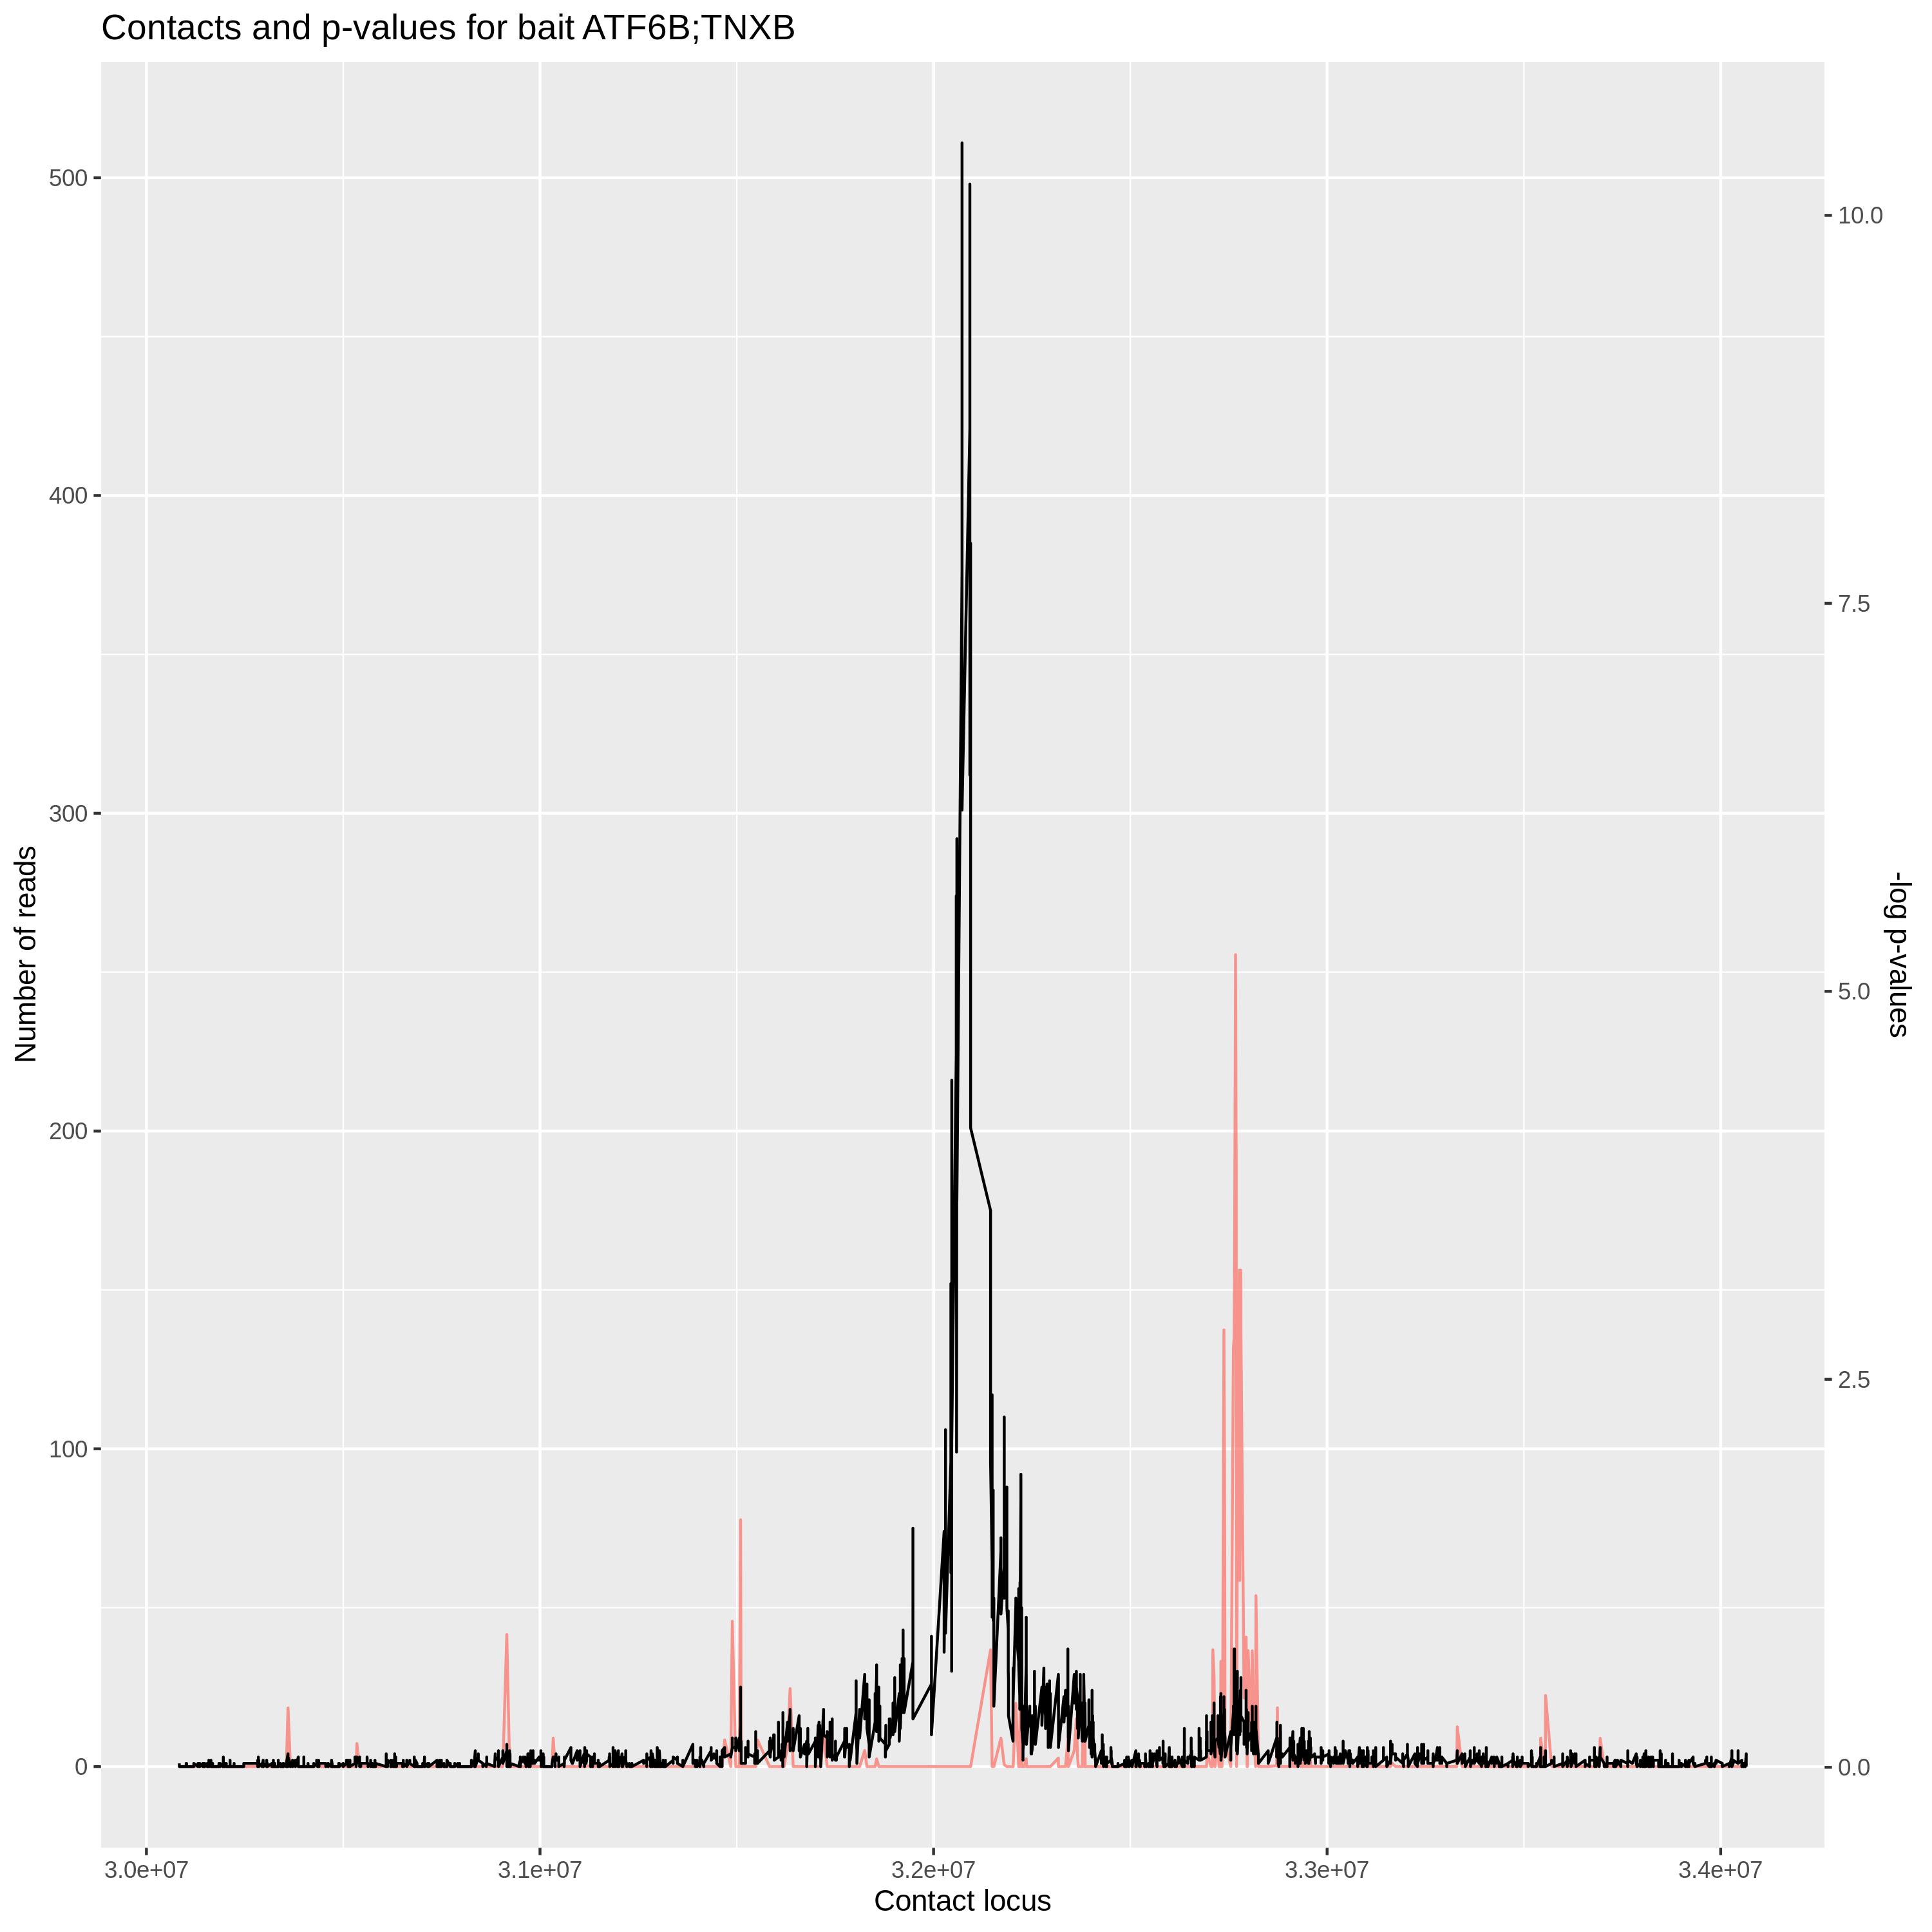 Contacts and p-values for bait ATF6B;TNXB
500
400
300
200
100
0
Number of reads
10.0
7.5
5.0
2.5
0.0
-log p-values
3.0e+07
3.1e+07
3.2e+07
3.3e+07
3.4e+07
Contact locus